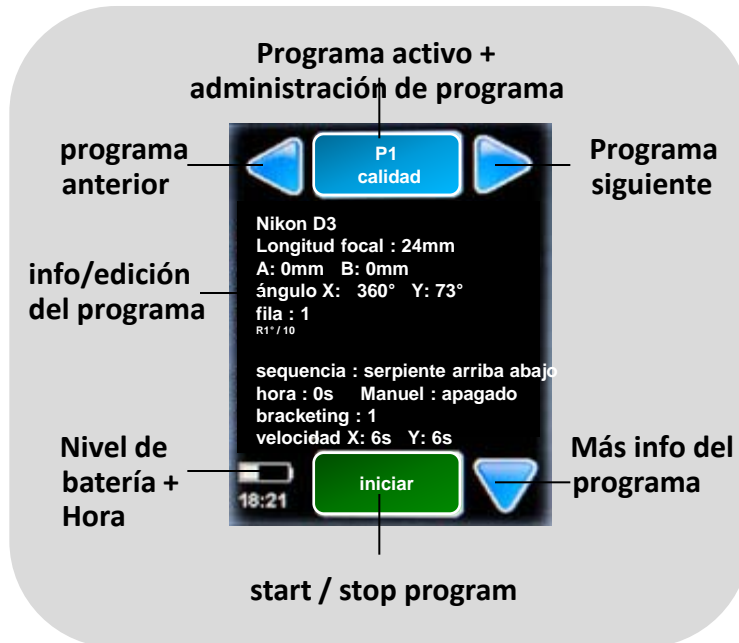 Programa activo +
administración de programa
programa
anterior
P1
calidad
Programa
siguiente
info/edición
del programa
Nikon D3
Longitud focal : 24mm
A: 0mm B: 0mm
ángulo X: 360° Y: 73°
fila : 1
R1° / 10
sequencia : serpiente arriba abajo
hora : 0s Manuel : apagado
bracketing : 1
velocidad X: 6s Y: 6s
Nivel de
batería +
Hora
18:21
iniciar
Más info del
programa
start / stop program